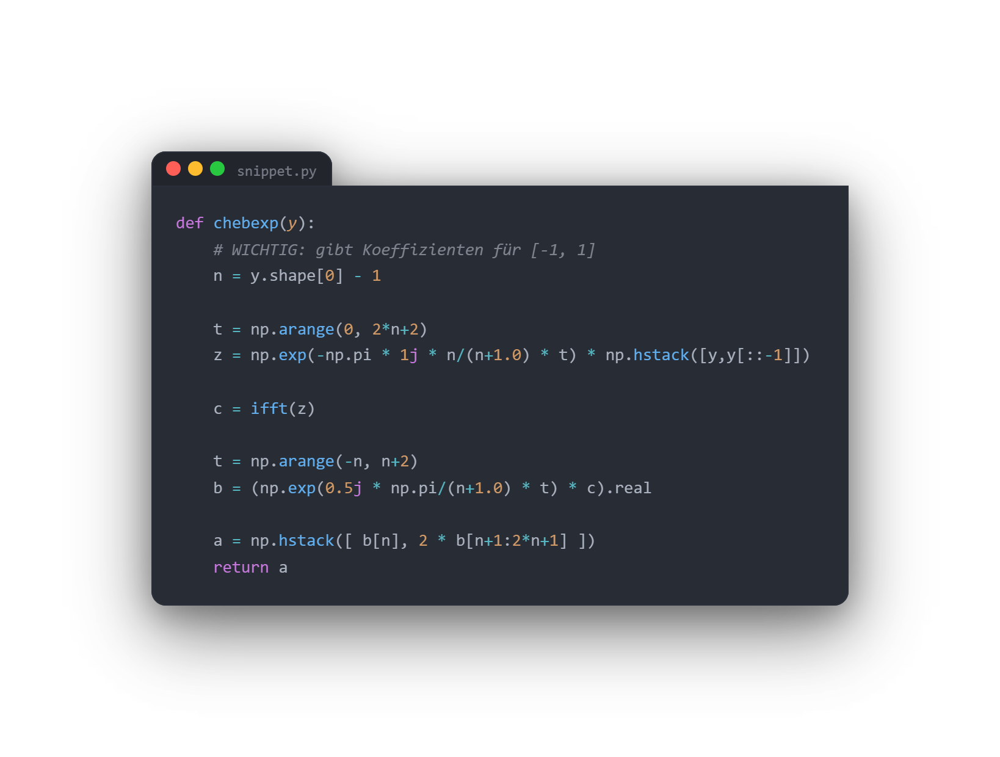 snippet.py
def chebexp(y):
    # WICHTIG: gibt Koeffizienten für [-1, 1]
    n = y.shape[0] - 1
    t = np.arange(0, 2*n+2)
    z = np.exp(-np.pi * 1j * n/(n+1.0) * t) * np.hstack([y,y[::-1]])
    c = ifft(z)
    t = np.arange(-n, n+2)
    b = (np.exp(0.5j * np.pi/(n+1.0) * t) * c).real
    a = np.hstack([ b[n], 2 * b[n+1:2*n+1] ])
    return a